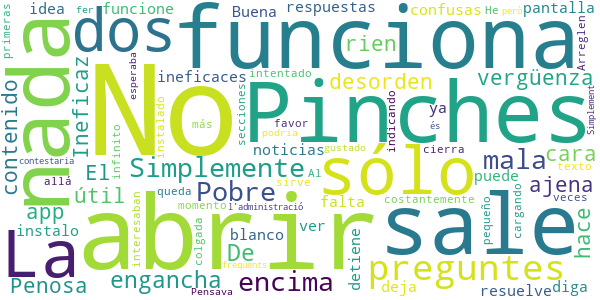 primeras idea fer funcione Buena respuestas confusas He però pantalla
nada dos funciona
rien Arreglen
contenido Ineficaz No Pinches
esperaba ineficaces intentado desorden vergüenza
infinito instalado más favor podría secciones indicando ya cierra Simplement
contestaria allá El Simplemente noticias Al sirve gustado sólo és mala cara texto
útil Pobre queda l'administració puede ajena
app La abrir momento falta costantemente sale veces
instalo interesaban De blanco ver preguntes pequeño cargando hace
Penosa engancha colgada encima detiene deja resuelve diga
Pensava frequents